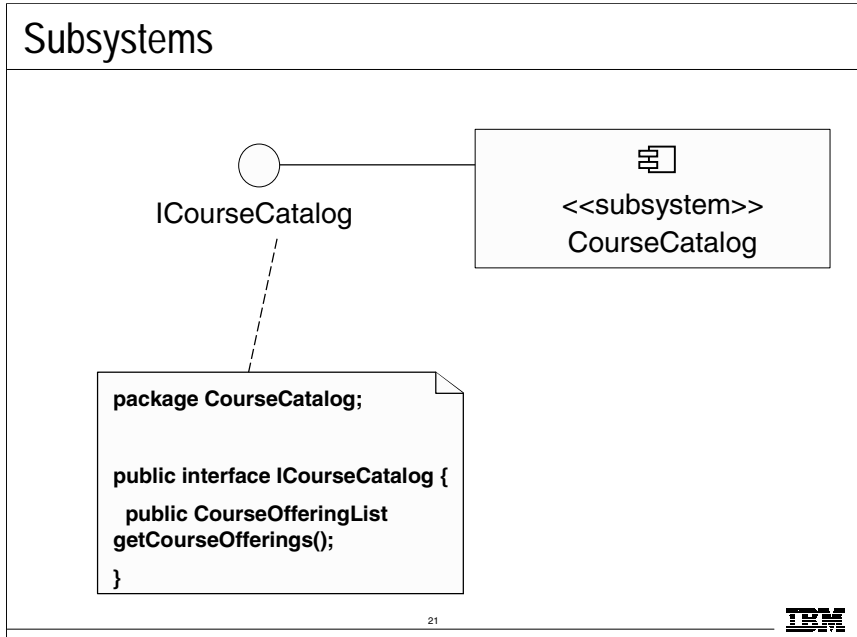 Subsystems
ICourseCatalog
<<subsystem>>
CourseCatalog
package CourseCatalog;
public interface ICourseCatalog {
public CourseOfferingList
getCourseOfferings();
}
21
IBM